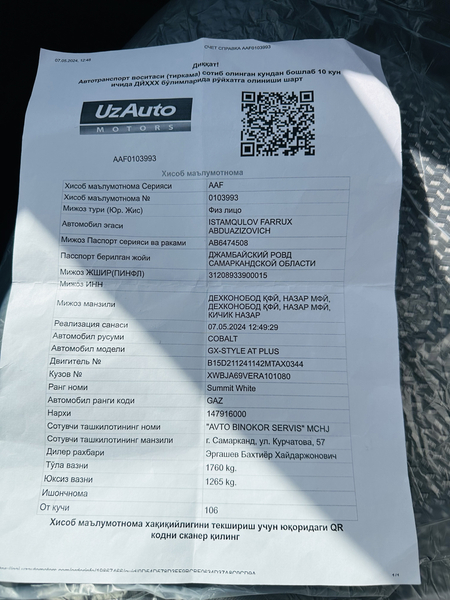 07.05.2024, 12:49
СЧЕТ СПРАВКА AAF0103993
Диққат!
Автотранспорт воситаси (тиркама) сотиб олинган кундан бошлаб 10 кун
ичида ДЙҲХХ бўлимларида рўйхатга олиниши шарт
UzAuto
MOTORS
AAF0103993
Хисоб маълумотнома
Хисоб маълумотнома Серияси AAF
Хисоб маълумотнома № 0103993
Мижоз тури (Юр. Жис) Физ лицо
Автомобил эгаси ISTAMQULOV FARRUX
ABDUAZIZOVICH
Мижоз Паспорт серияси ва раками AB6474508
Пасспорт берилган жойи ДЖАМБАЙСКИЙ РОВД
САМАРКАНДСКОЙ ОБЛАСТИ
Мижоз ЖШИР(ПИНФЛ) 31208933900015
Мижоз ИНН
Мижоз манзили ДЕХКОНОБОД ҚФЙ, НАЗАР МФЙ,
ДЕХКОНОБОД ҚФЙ, НАЗАР МФЙ,
КИЧИК НАЗАР
Реализация санаси 07.05.2024 12:49:29
Автомобил русуми COBALT
Автомобил модели GX-STYLE AT PLUS
Двигатель № B15D211241142MTAX0344
Кузов № XWBJA69VERA101080
Ранг номи Summit White
Автомобил ранги коди GAZ
Нархи 147916000
Сотувчи ташкилотининг номи "AVTO BINOKOR SERVIS" MCHJ
Сотувчи ташкилотининг манзили г. Самарканд, ул. Курчатова, 57
Дилер рахбари Эргашев Бахтиёр Хайдаржонович
Тўла вазни 1760 kg.
Юксиз вазни 1265 kg.
Ишончнома
От кучи 106
Хисоб маълумотнома хақиқийлигини текшириш учун юқоридаги QR
кодни сканер қилинг
1/1